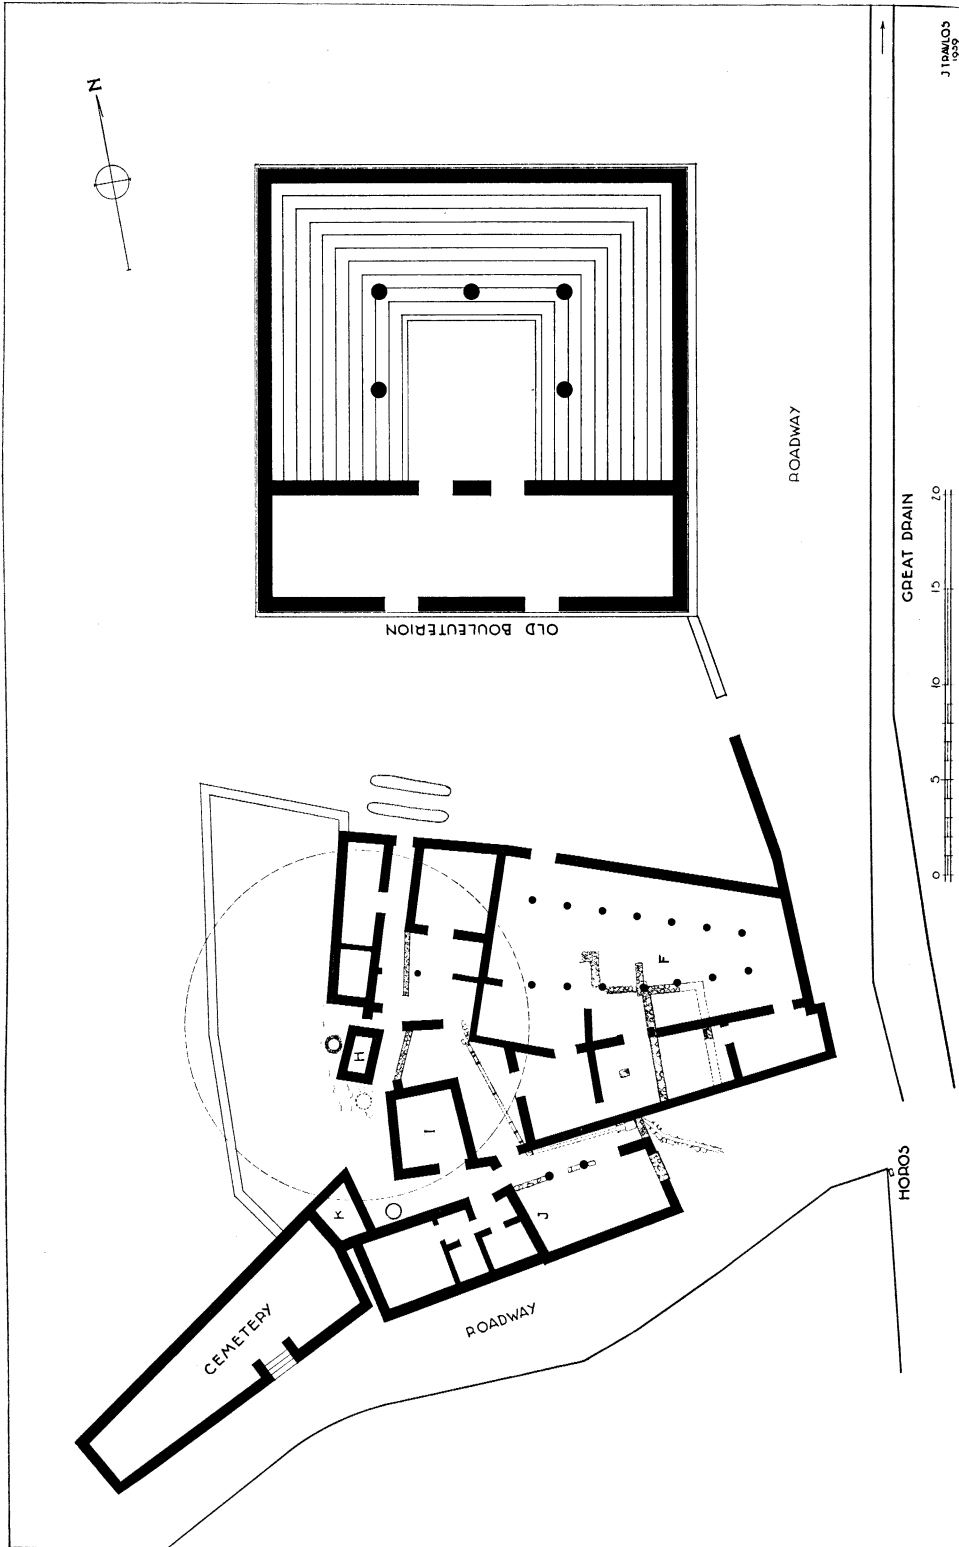 N
J TRAVLOS
1939
OLD BOULEUTERION
ROADWAY
GREAT DRAIN
0 5 10 15 20
F
H
I
J
K
CEMETERY
ROADWAY
HOROS